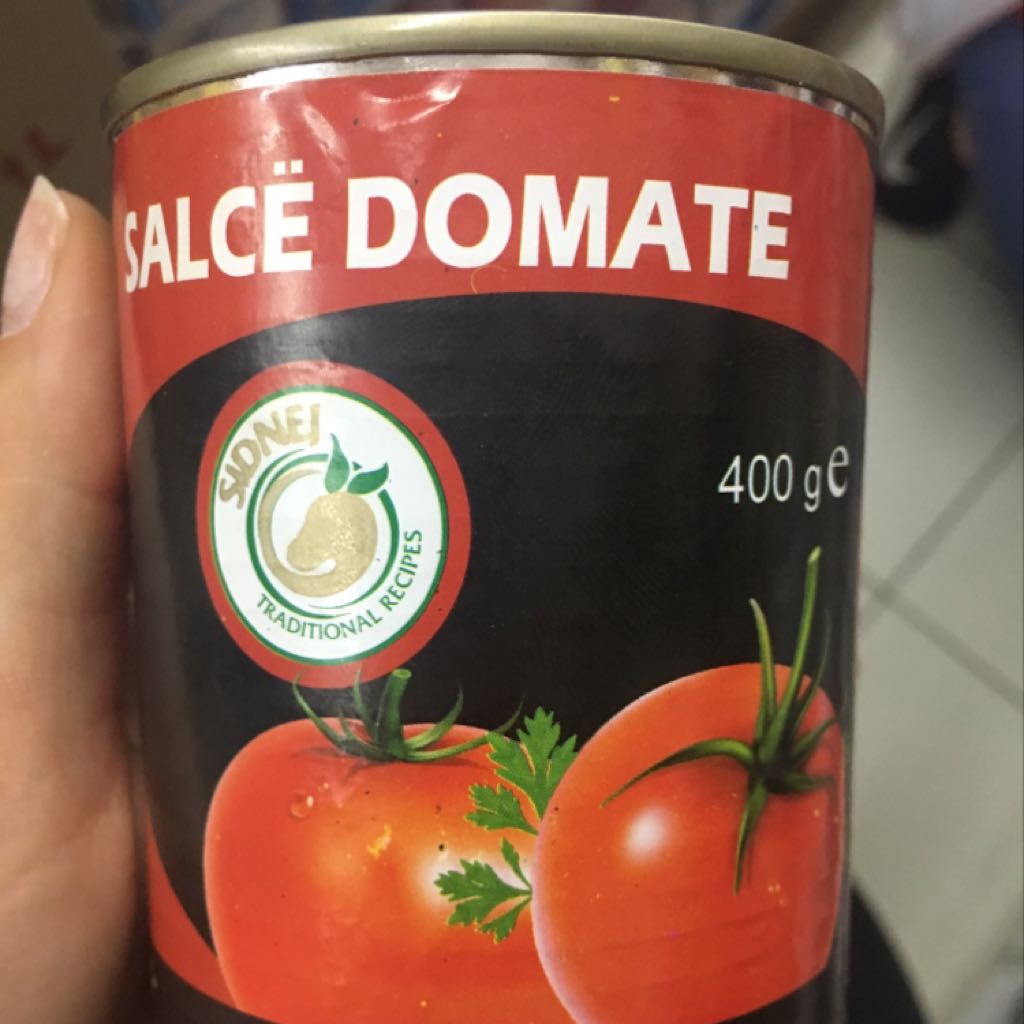 SALCË DOMATE
SIDNEJ
TRADITIONAL RECIPES
400 g e